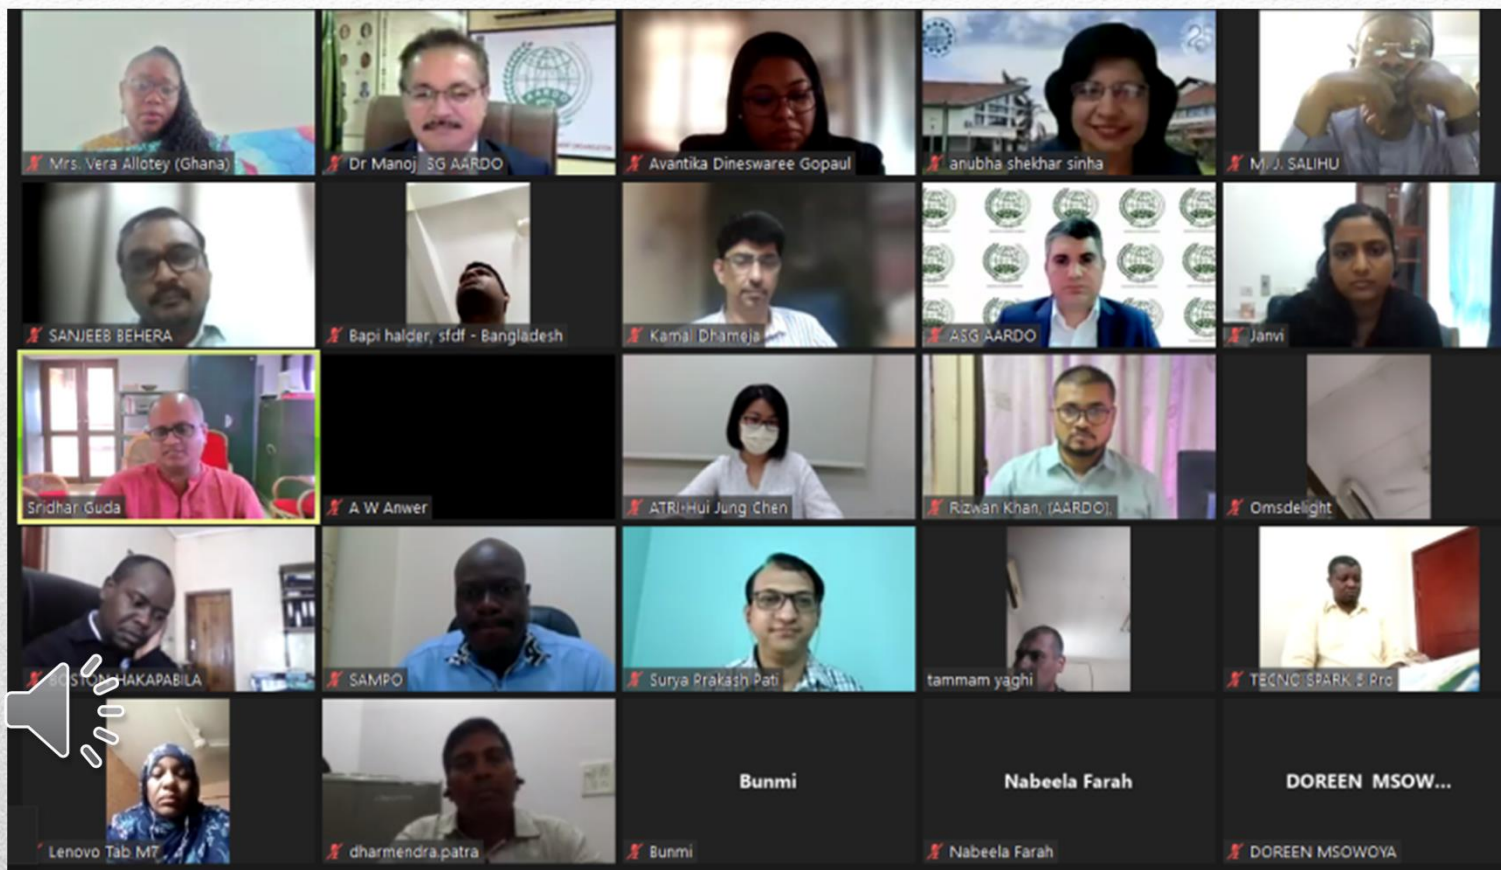 Mrs. Vera Allotey (Ghana)
Dr Manoj SG AARDO
Avantika Dineswaree Gopaul
anubha shekhar sinha
M. J. SALIHU
SANJEEB BEHERA
Bapi halder, sfdf - Bangladesh
Kamal Dhameja
ASG AARDO
Janvi
Sridhar Guda
A W Anwer
ATRI-Hui Jung Chen
Rizwan Khan, (AARDO)
Omsdelight
BOSTON HAKAPABILA
SAMPO
Surya Prakash Pati
tammam yaghi
TECNO SPARK 5 Pro
Lenovo Tab M7
dharmendra.patra
Bunmi
Bunmi
Nabeela Farah
Nabeela Farah
DOREEN MSOW...
DOREEN MSOWOYA